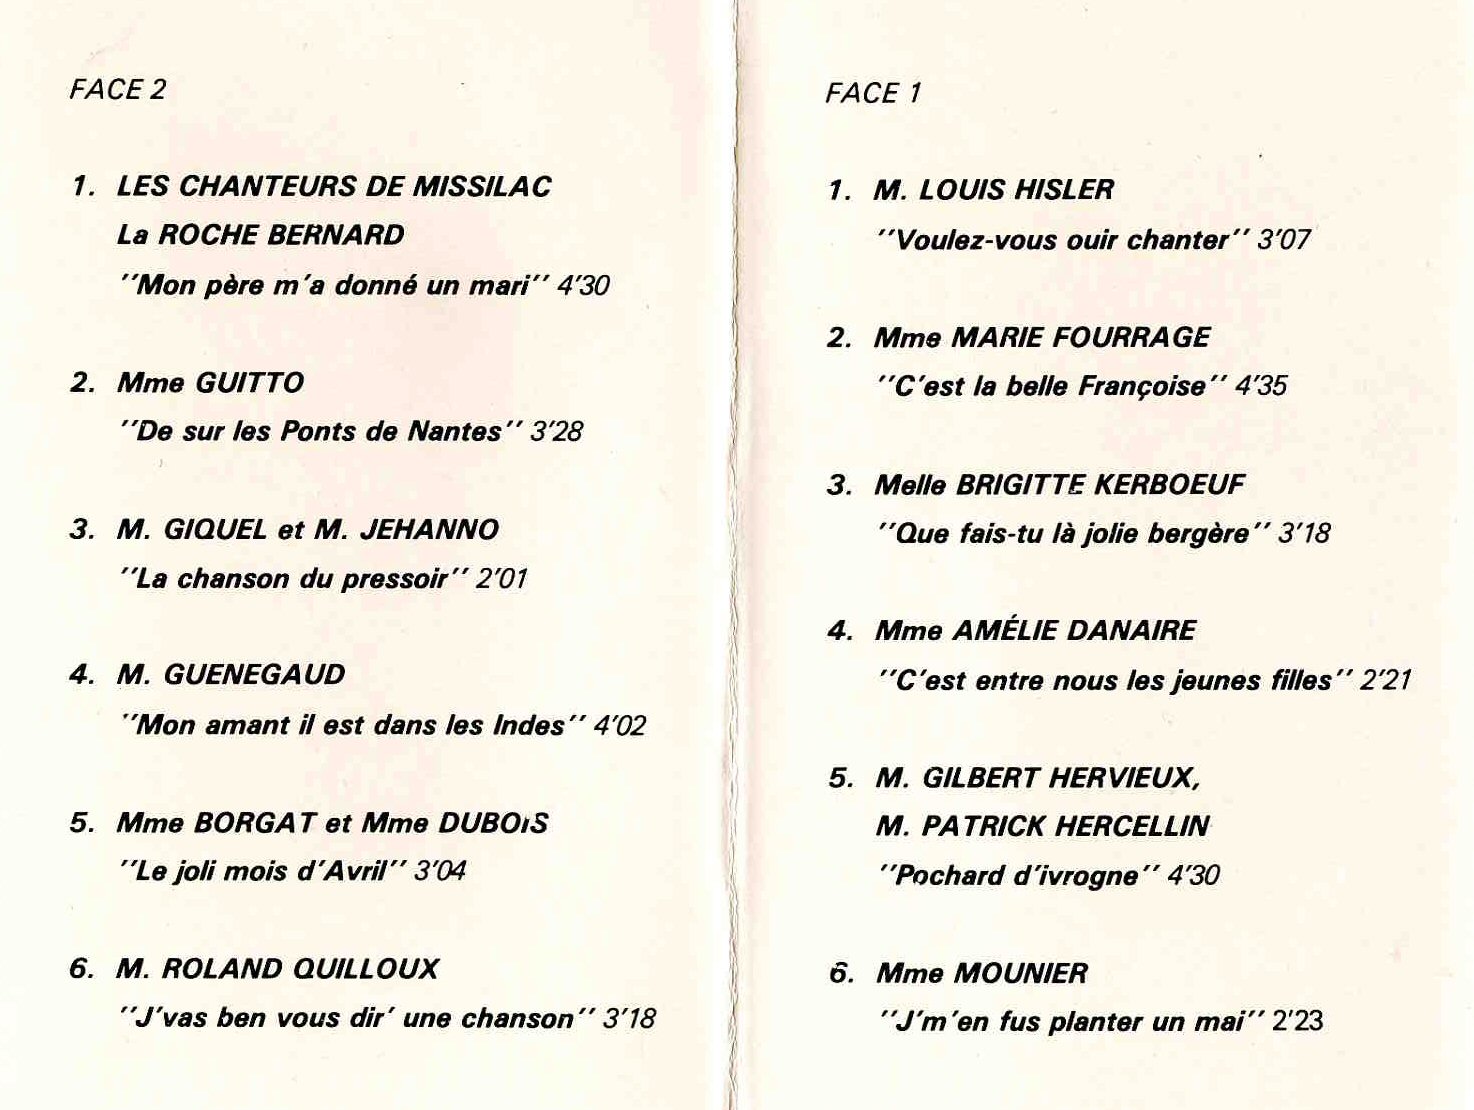 FACE 2
1. LES CHANTEURS DE MISSILAC
La ROCHE BERNARD
''Mon père m'a donné un mari'' 4'30
2. Mme GUITTO
''De sur les Ponts de Nantes'' 3'28
3. M. GIQUEL et M. JEHANNO
''La chanson du pressoir'' 2'01
4. M. GUENEGAUD
''Mon amant il est dans les Indes'' 4'02
5. Mme BORGAT et Mme DUBOIS
''Le joli mois d'Avril'' 3'04
6. M. ROLAND QUILLOUX
''J'vas ben vous dir' une chanson'' 3'18
FACE 1
1. M. LOUIS HISLER
''Voulez-vous ouir chanter'' 3'07
2. Mme MARIE FOURRAGE
''C'est la belle Françoise'' 4'35
3. Melle BRIGITTE KERBOEUF
''Que fais-tu là jolie bergère'' 3'18
4. Mme AMÉLIE DANAIRE
''C'est entre nous les jeunes filles'' 2'21
5. M. GILBERT HERVIEUX,
M. PATRICK HERCELLIN
''Pochard d'ivrogne'' 4'30
6. Mme MOUNIER
''J'm'en fus planter un mai'' 2'23